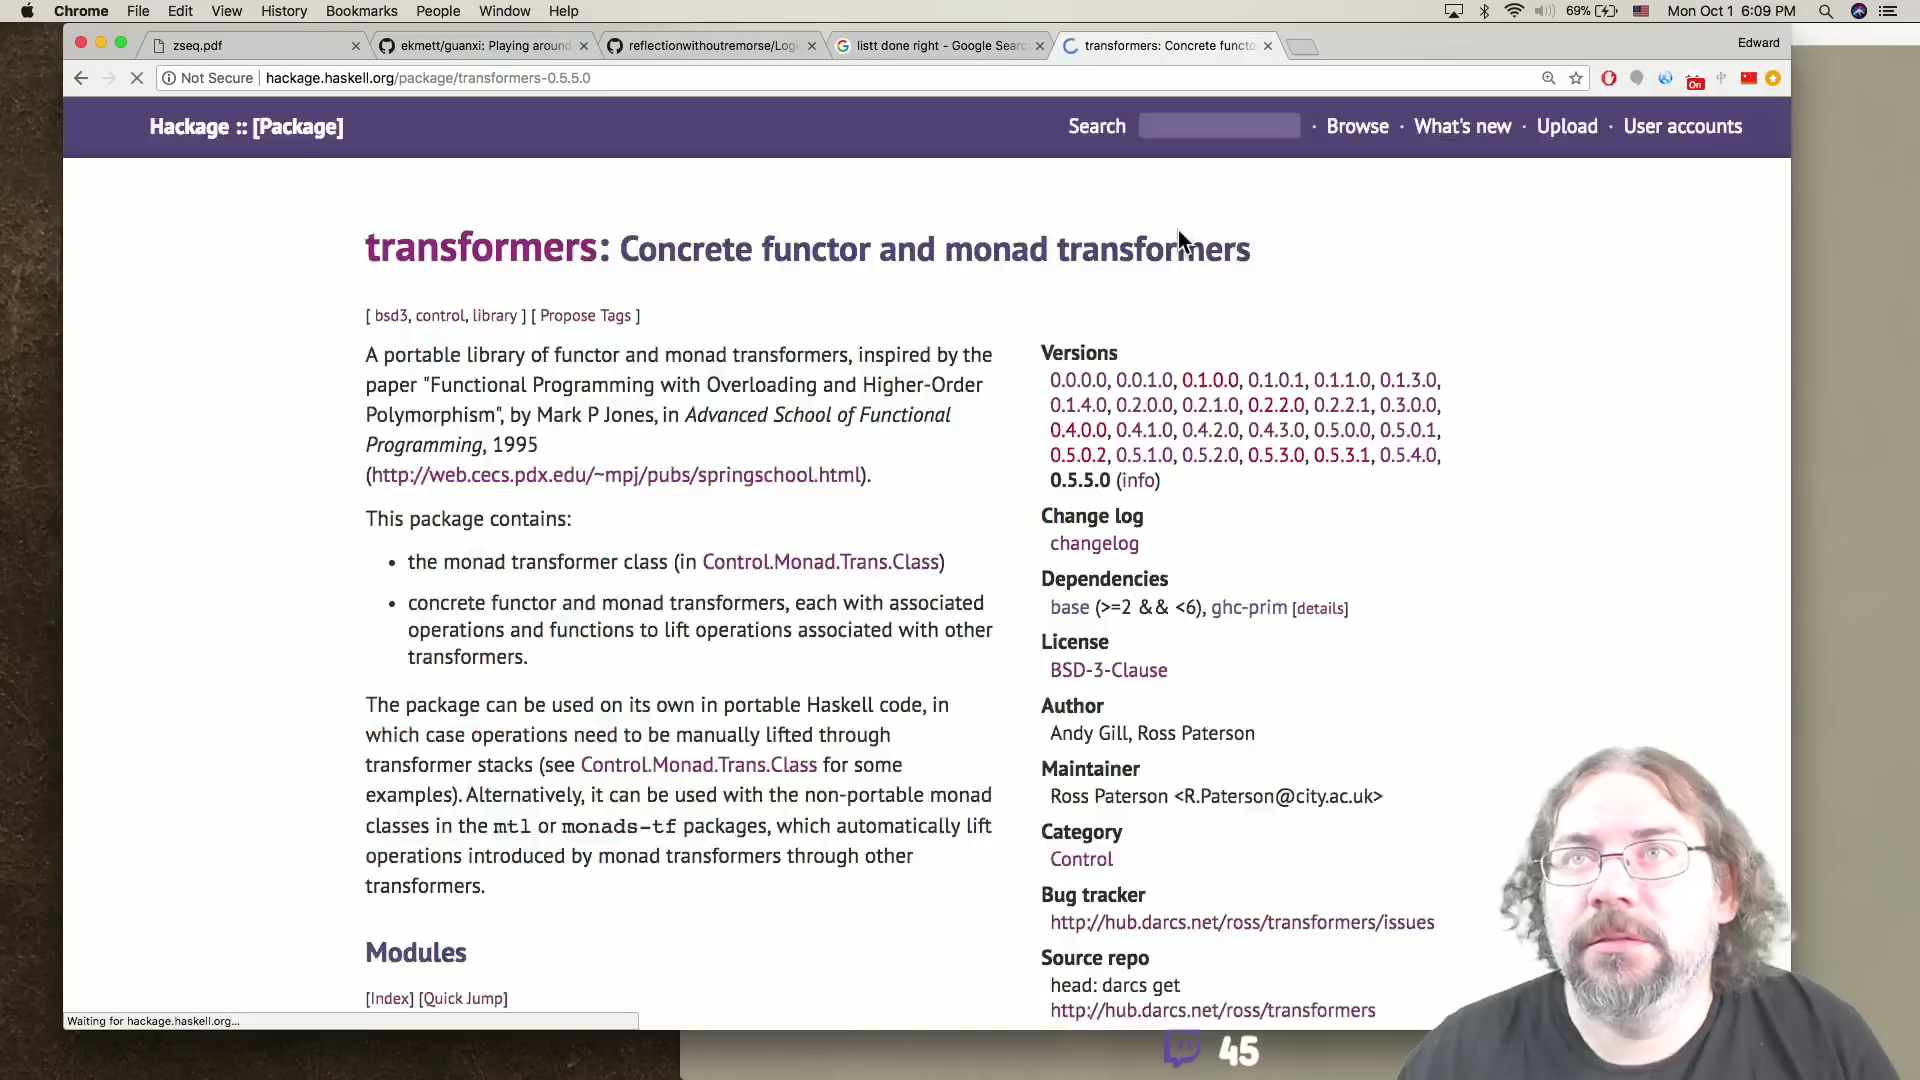 Chrome File Edit View History Bookmarks People Window Help 69% Mon Oct 1 6:09 PM
zseq.pdf ekmett/guanxi: Playing around reflectionwithoutremorse/Logi listt done right - Google Searc transformers: Concrete functo Edward
Not Secure hackage.haskell.org/package/transformers-0.5.5.0 On
Hackage :: [Package] Search · Browse · What's new · Upload · User accounts
transformers: Concrete functor and monad transformers
[ bsd3, control, library ] [ Propose Tags ]
A portable library of functor and monad transformers, inspired by the
paper "Functional Programming with Overloading and Higher-Order
Polymorphism", by Mark P Jones, in Advanced School of Functional
Programming, 1995
(http://web.cecs.pdx.edu/~mpj/pubs/springschool.html).
This package contains:
• the monad transformer class (in Control.Monad.Trans.Class)
• concrete functor and monad transformers, each with associated
operations and functions to lift operations associated with other
transformers.
The package can be used on its own in portable Haskell code, in
which case operations need to be manually lifted through
transformer stacks (see Control.Monad.Trans.Class for some
examples). Alternatively, it can be used with the non-portable monad
classes in the mtl or monads-tf packages, which automatically lift
operations introduced by monad transformers through other
transformers.
Modules
[Index] [Quick Jump]
Versions
0.0.0.0, 0.0.1.0, 0.1.0.0, 0.1.0.1, 0.1.1.0, 0.1.3.0,
0.1.4.0, 0.2.0.0, 0.2.1.0, 0.2.2.0, 0.2.2.1, 0.3.0.0,
0.4.0.0, 0.4.1.0, 0.4.2.0, 0.4.3.0, 0.5.0.0, 0.5.0.1,
0.5.0.2, 0.5.1.0, 0.5.2.0, 0.5.3.0, 0.5.3.1, 0.5.4.0,
0.5.5.0 (info)
Change log
changelog
Dependencies
base (>=2 && <6), ghc-prim [details]
License
BSD-3-Clause
Author
Andy Gill, Ross Paterson
Maintainer
Ross Paterson <R.Paterson@city.ac.uk>
Category
Control
Bug tracker
http://hub.darcs.net/ross/transformers/issues
Source repo
head: darcs get
http://hub.darcs.net/ross/transformers
Waiting for hackage.haskell.org...
45